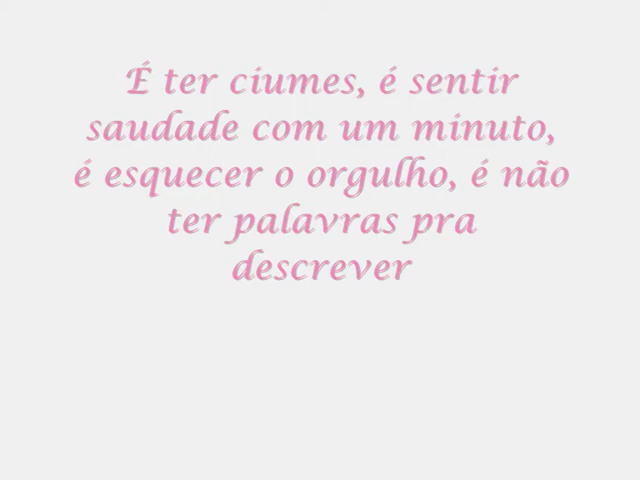 É ter ciumes, é sentir
saudade com um minuto,
é esquecer o orgulho, é não
ter palavras pra
descrever